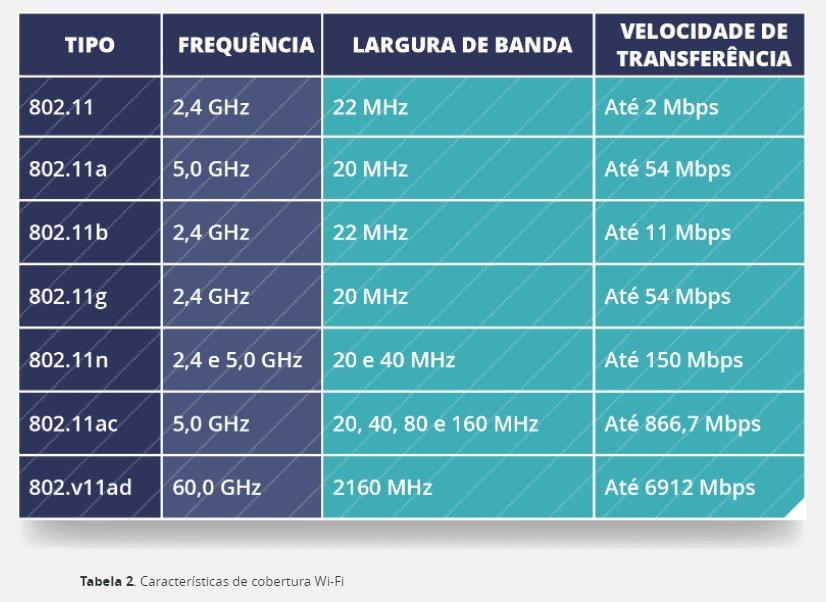 TIPO FREQUÊNCIA LARGURA DE BANDA VELOCIDADE DE TRANSFERÊNCIA
802.11 2,4 GHz 22 MHz Até 2 Mbps
802.11a 5,0 GHz 20 MHz Até 54 Mbps
802.11b 2,4 GHz 22 MHz Até 11 Mbps
802.11g 2,4 GHz 20 MHz Até 54 Mbps
802.11n 2,4 e 5,0 GHz 20 e 40 MHz Até 150 Mbps
802.11ac 5,0 GHz 20, 40, 80 e 160 MHz Até 866,7 Mbps
802.v11ad 60,0 GHz 2160 MHz Até 6912 Mbps
Tabela 2. Características de cobertura Wi-Fi